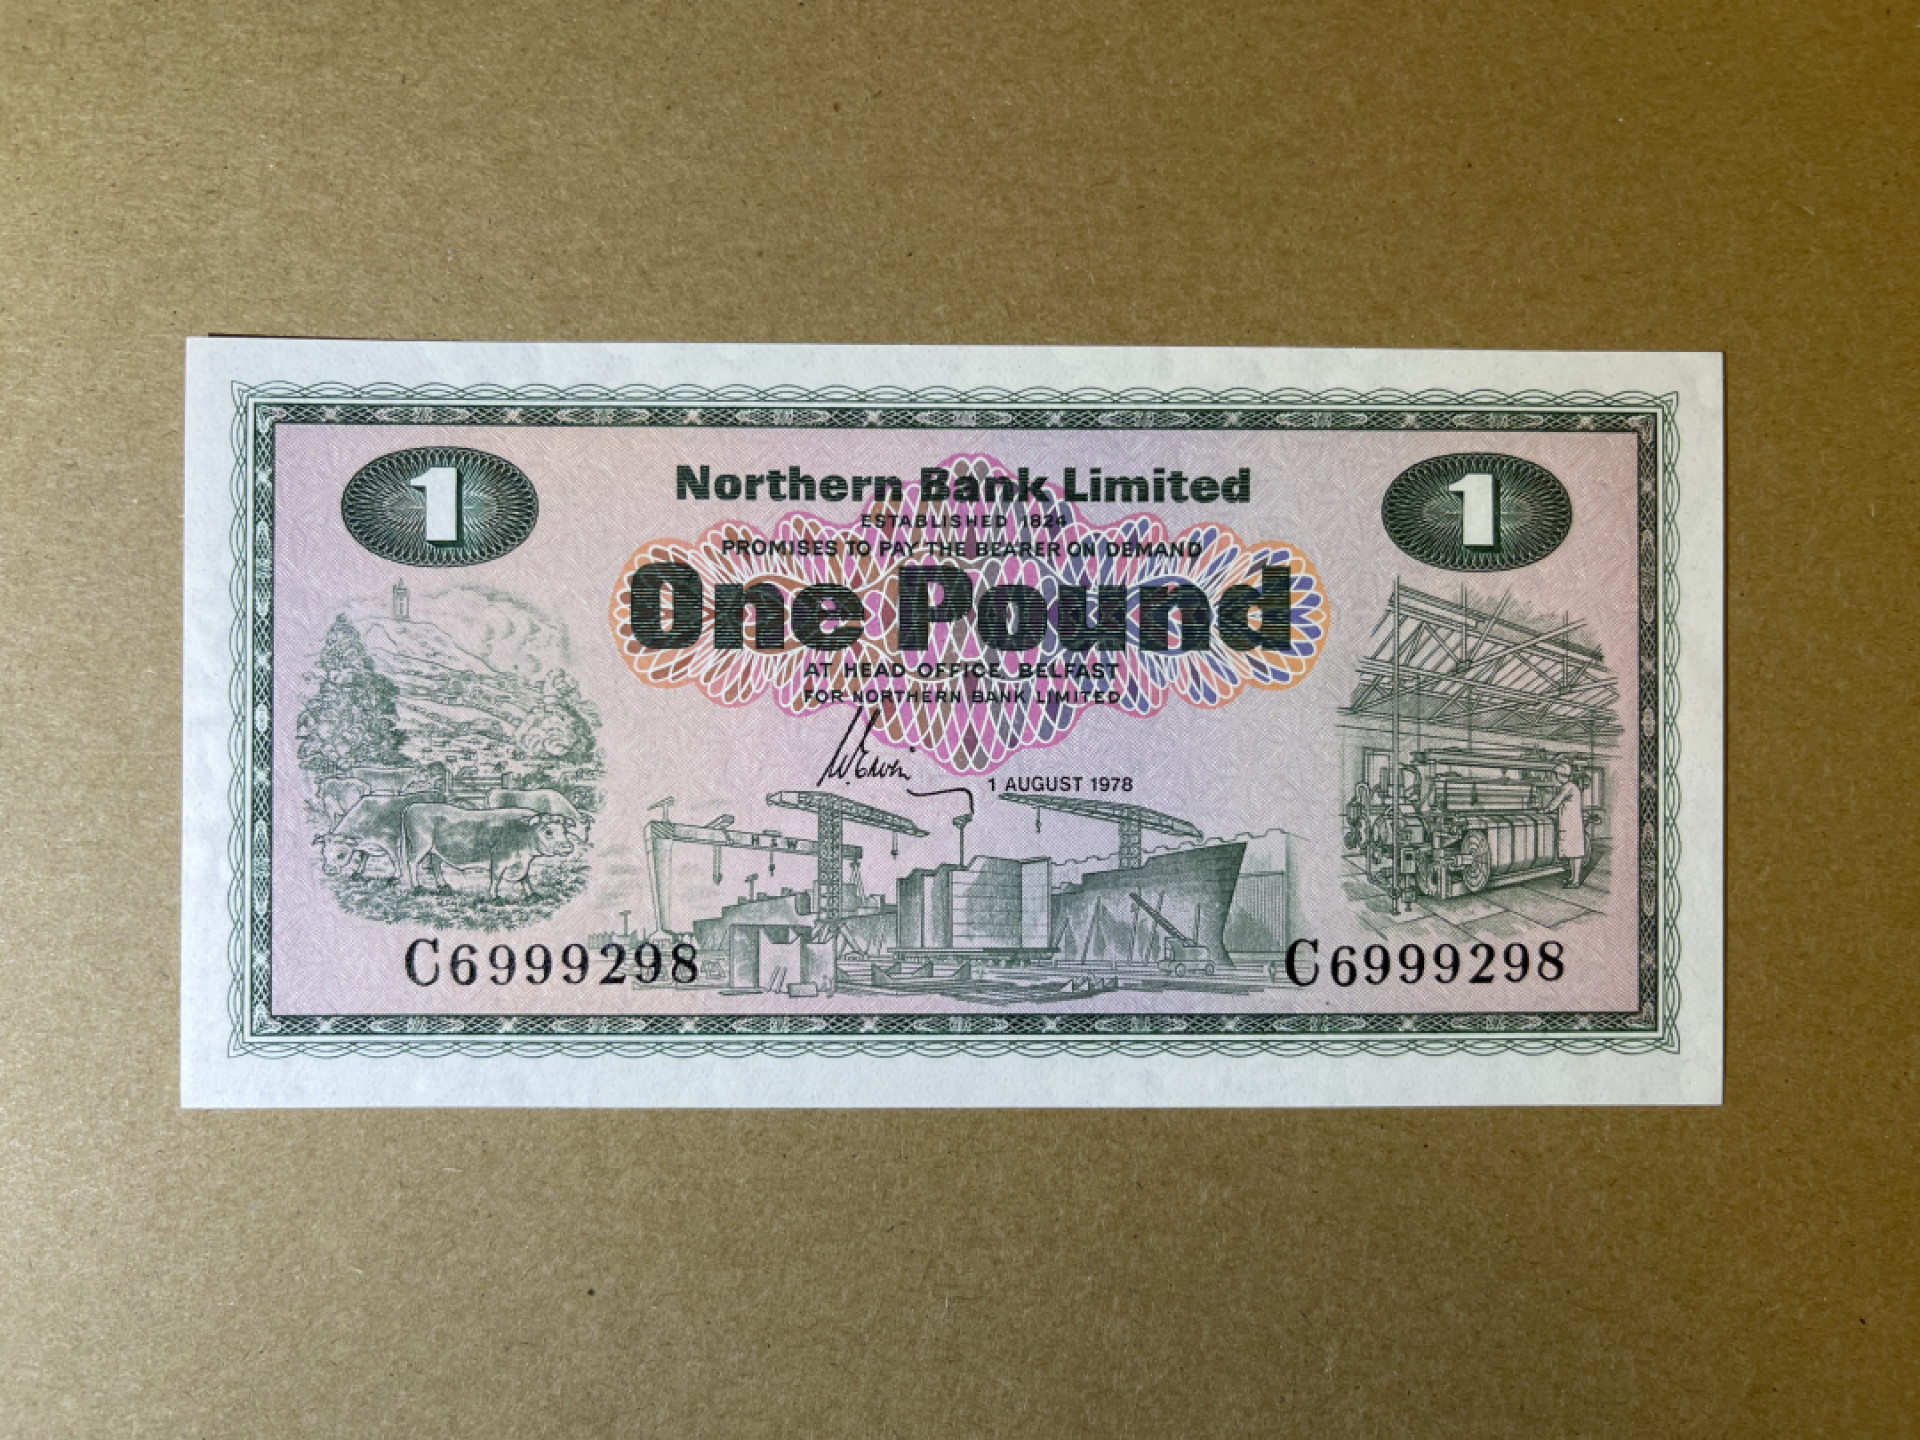 1
1
Northern Bank Limited
ESTABLISHED 1824
PROMISES TO PAY THE BEARER ON DEMAND
One Pound
AT HEAD OFFICE, BELFAST
FOR NORTHERN BANK LIMITED
1 AUGUST 1978
H & W
C6999298
C6999298